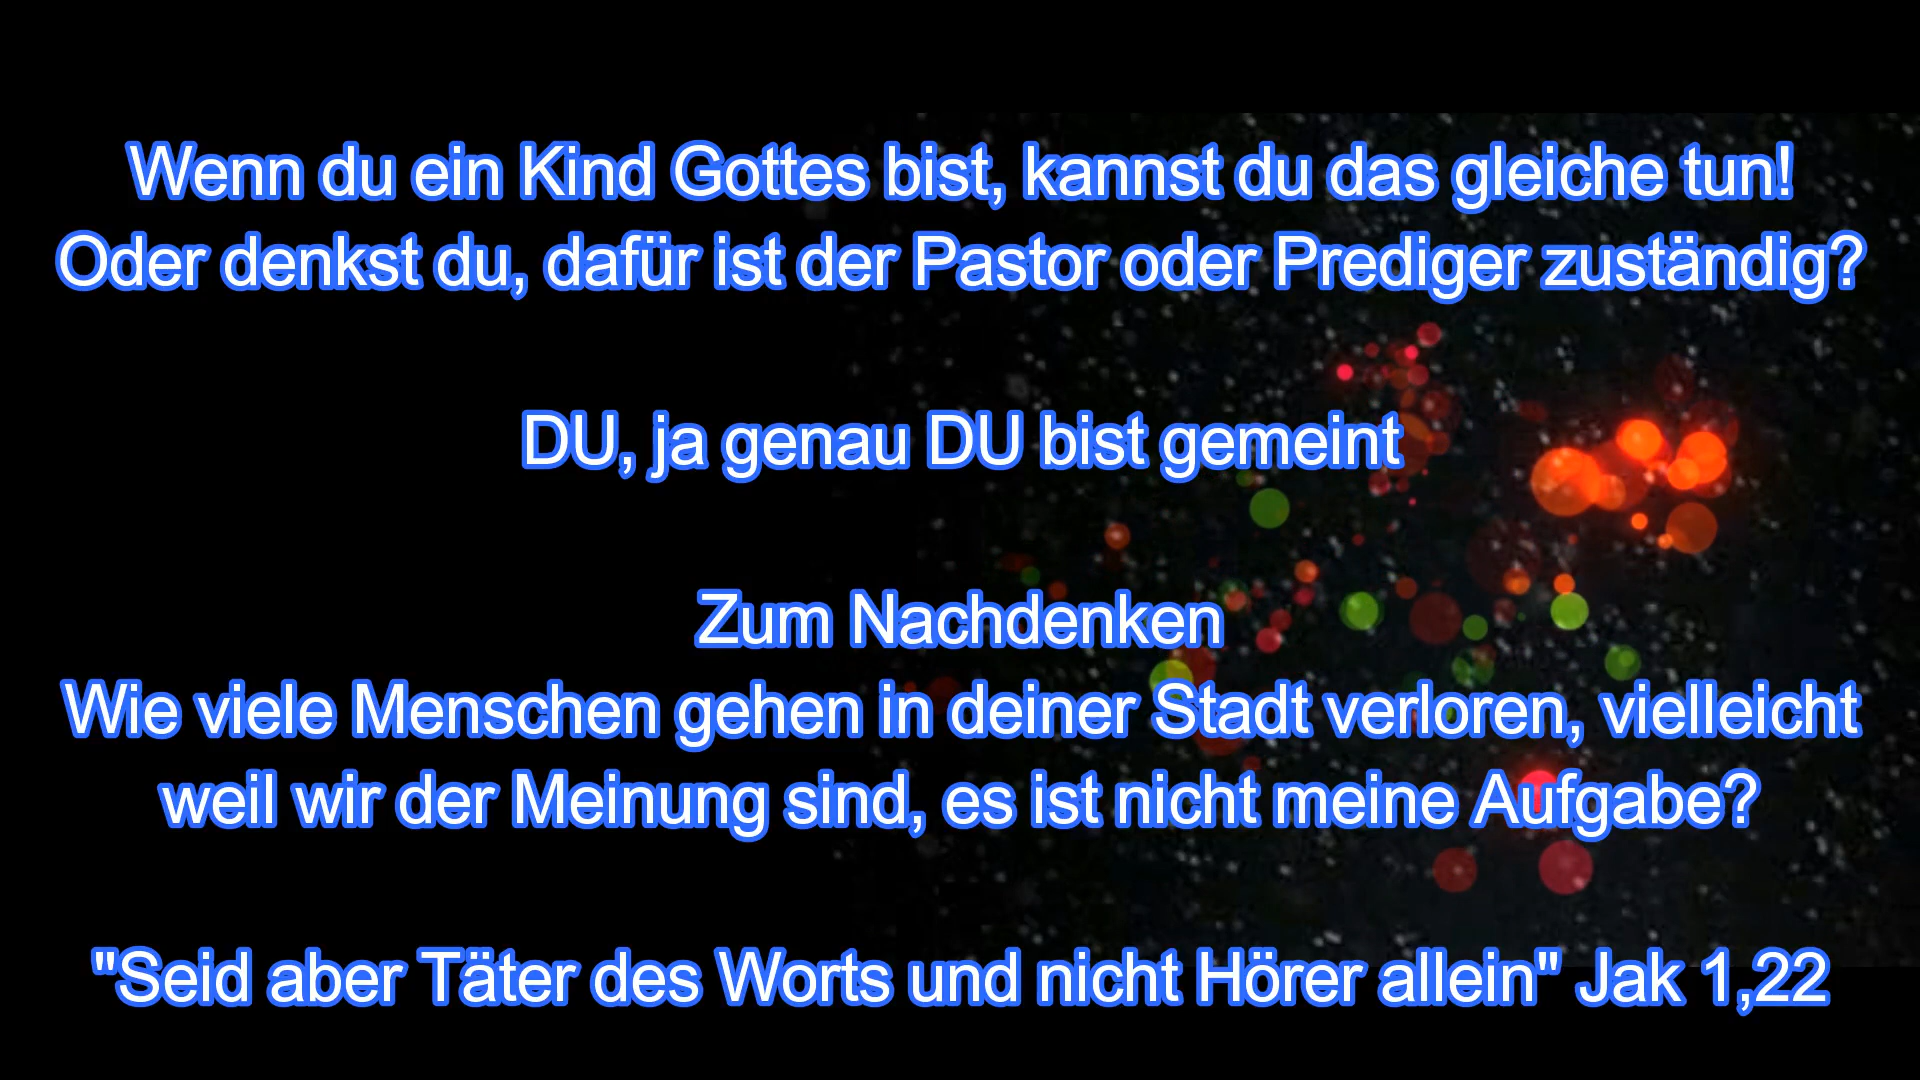 Wenn du ein Kind Gottes bist, kannst du das gleiche tun!
Oder denkst du, dafür ist der Pastor oder Prediger zuständig?
DU, ja genau DU bist gemeint
Zum Nachdenken
Wie viele Menschen gehen in deiner Stadt verloren, vielleicht
weil wir der Meinung sind, es ist nicht meine Aufgabe?
"Seid aber Täter des Worts und nicht Hörer allein" Jak 1,22